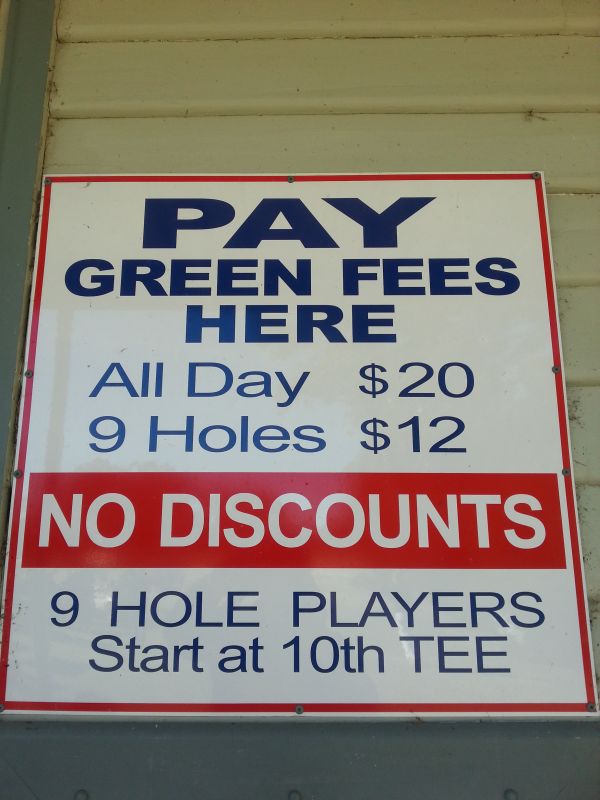 PAY
GREEN FEES
HERE
All Day $20
9 Holes $12
NO DISCOUNTS
9 HOLE PLAYERS
Start at 10th TEE